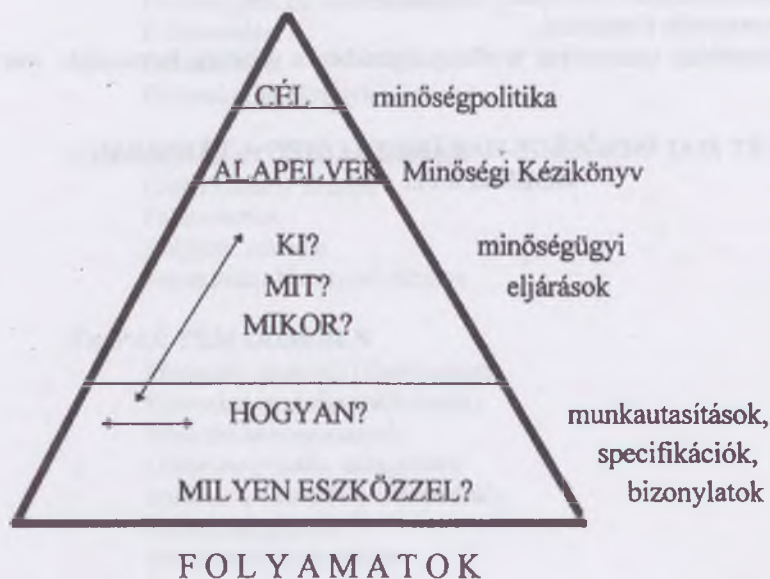 CÉL minőségpolitika
ALAPELVEK Minőségi Kézikönyv
KI? minőségügyi
MIT? eljárások
MIKOR?
HOGYAN? munkautasítások,
specifikációk,
MILYEN ESZKÖZZEL? bizonylatok
FOLYAMATOK